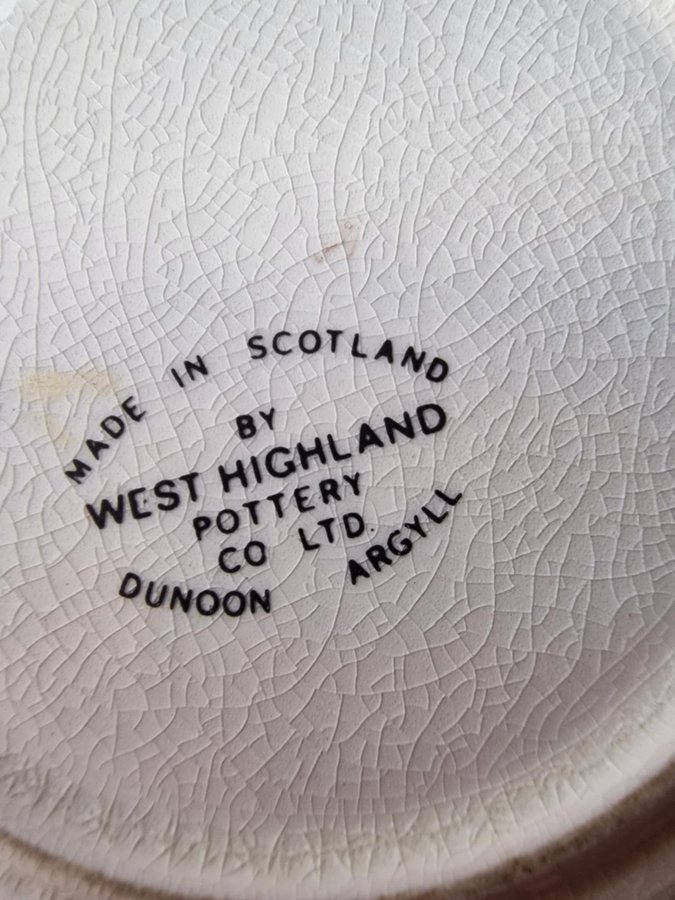 MADE IN SCOTLAND
BY
WEST HIGHLAND
POTTERY
CO LTD.
DUNOON ARGYLL